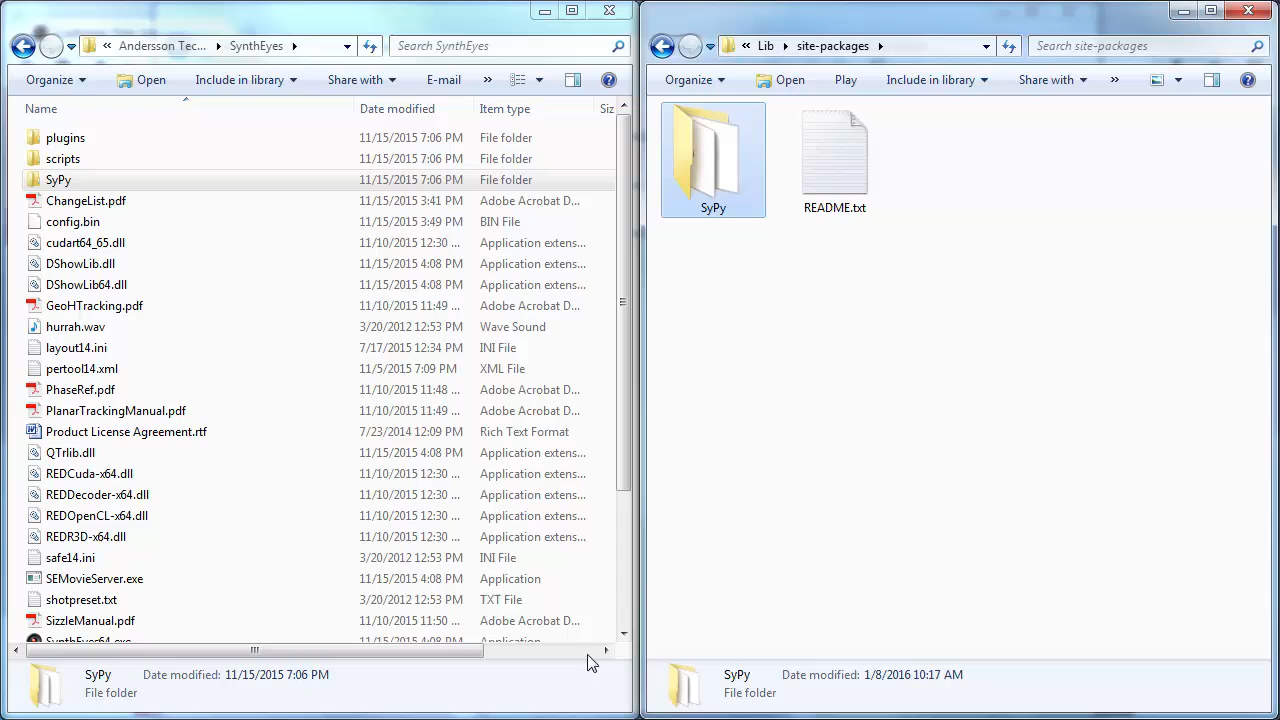 « Andersson Tec... ▸ SynthEyes ▸
Search SynthEyes
Organize Open Include in library Share with E-mail »
Name Date modified Item type Siz
plugins 11/15/2015 7:06 PM File folder
scripts 11/15/2015 7:06 PM File folder
SyPy 11/15/2015 7:06 PM File folder
ChangeList.pdf 11/15/2015 3:41 PM Adobe Acrobat D...
config.bin 11/15/2015 3:49 PM BIN File
cudart64_65.dll 11/10/2015 12:30 ... Application extens...
DShowLib.dll 11/15/2015 4:08 PM Application extens...
DShowLib64.dll 11/15/2015 4:08 PM Application extens...
GeoHTracking.pdf 11/10/2015 11:49 ... Adobe Acrobat D...
hurrah.wav 3/20/2012 12:53 PM Wave Sound
layout14.ini 7/17/2015 12:34 PM INI File
pertool14.xml 11/5/2015 7:09 PM XML File
PhaseRef.pdf 11/10/2015 11:48 ... Adobe Acrobat D...
PlanarTrackingManual.pdf 11/10/2015 11:49 ... Adobe Acrobat D...
Product License Agreement.rtf 7/23/2014 12:09 PM Rich Text Format
QTrlib.dll 11/15/2015 4:08 PM Application extens...
REDCuda-x64.dll 11/10/2015 12:30 ... Application extens...
REDDecoder-x64.dll 11/10/2015 12:30 ... Application extens...
REDOpenCL-x64.dll 11/10/2015 12:30 ... Application extens...
REDR3D-x64.dll 11/10/2015 12:30 ... Application extens...
safe14.ini 3/20/2012 12:53 PM INI File
SEMovieServer.exe 11/15/2015 4:08 PM Application
shotpreset.txt 3/20/2012 12:53 PM TXT File
SizzleManual.pdf 11/10/2015 11:50 ... Adobe Acrobat D...
SynthEyes64.exe 11/15/2015 4:08 PM Application
SyPy Date modified: 11/15/2015 7:06 PM
File folder
« Lib ▸ site-packages ▸
Search site-packages
Organize Open Play Include in library Share with »
SyPy
README.txt
SyPy Date modified: 1/8/2016 10:17 AM
File folder